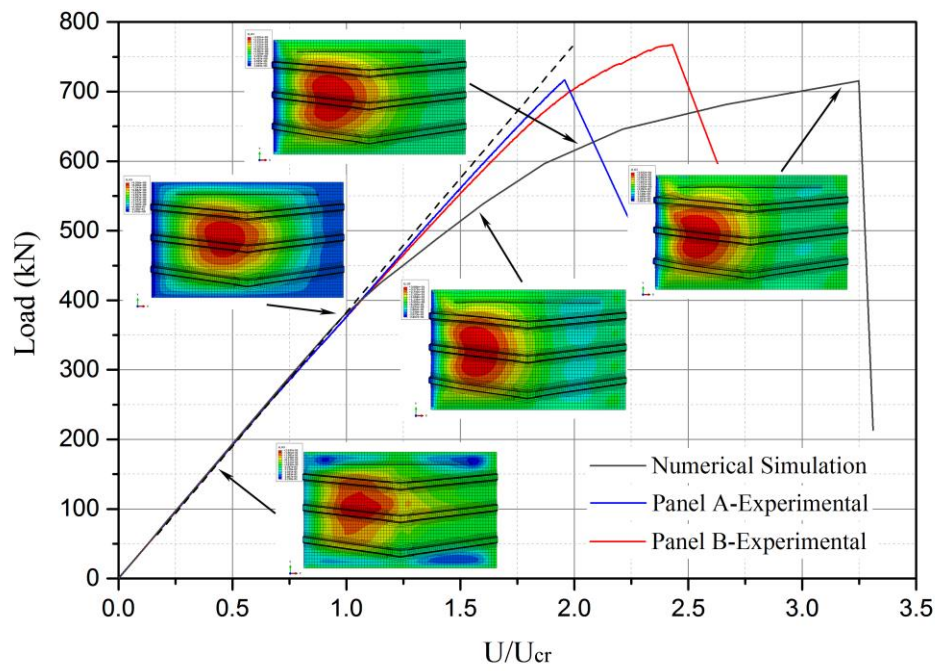 800
700
600
500
400
300
200
100
0
Load (kN)
Numerical Simulation
Panel A-Experimental
Panel B-Experimental
0.0 0.5 1.0 1.5 2.0 2.5 3.0 3.5
U/Ucr